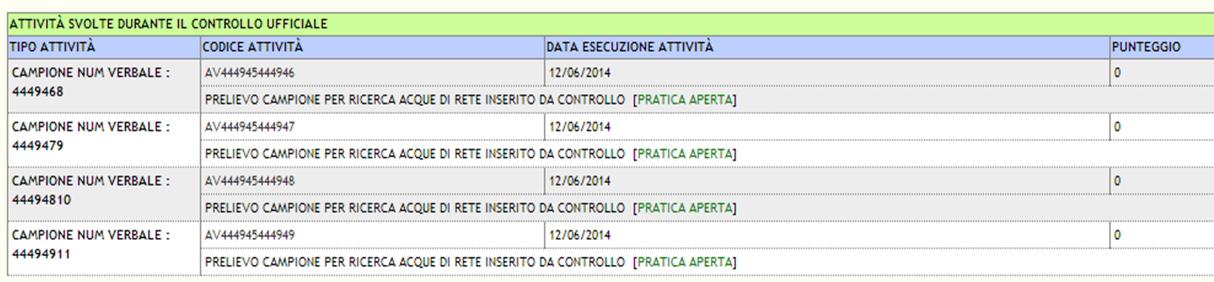 ATTIVITÀ SVOLTE DURANTE IL CONTROLLO UFFICIALE
TIPO ATTIVITÀ CODICE ATTIVITÀ DATA ESECUZIONE ATTIVITÀ PUNTEGGIO
CAMPIONE NUM VERBALE : AV444945444946 12/06/2014 0
4449468
PRELIEVO CAMPIONE PER RICERCA ACQUE DI RETE INSERITO DA CONTROLLO [PRATICA APERTA]
CAMPIONE NUM VERBALE : AV444945444947 12/06/2014 0
4449479
PRELIEVO CAMPIONE PER RICERCA ACQUE DI RETE INSERITO DA CONTROLLO [PRATICA APERTA]
CAMPIONE NUM VERBALE : AV444945444948 12/06/2014 0
44494810
PRELIEVO CAMPIONE PER RICERCA ACQUE DI RETE INSERITO DA CONTROLLO [PRATICA APERTA]
CAMPIONE NUM VERBALE : AV444945444949 12/06/2014 0
44494911
PRELIEVO CAMPIONE PER RICERCA ACQUE DI RETE INSERITO DA CONTROLLO [PRATICA APERTA]